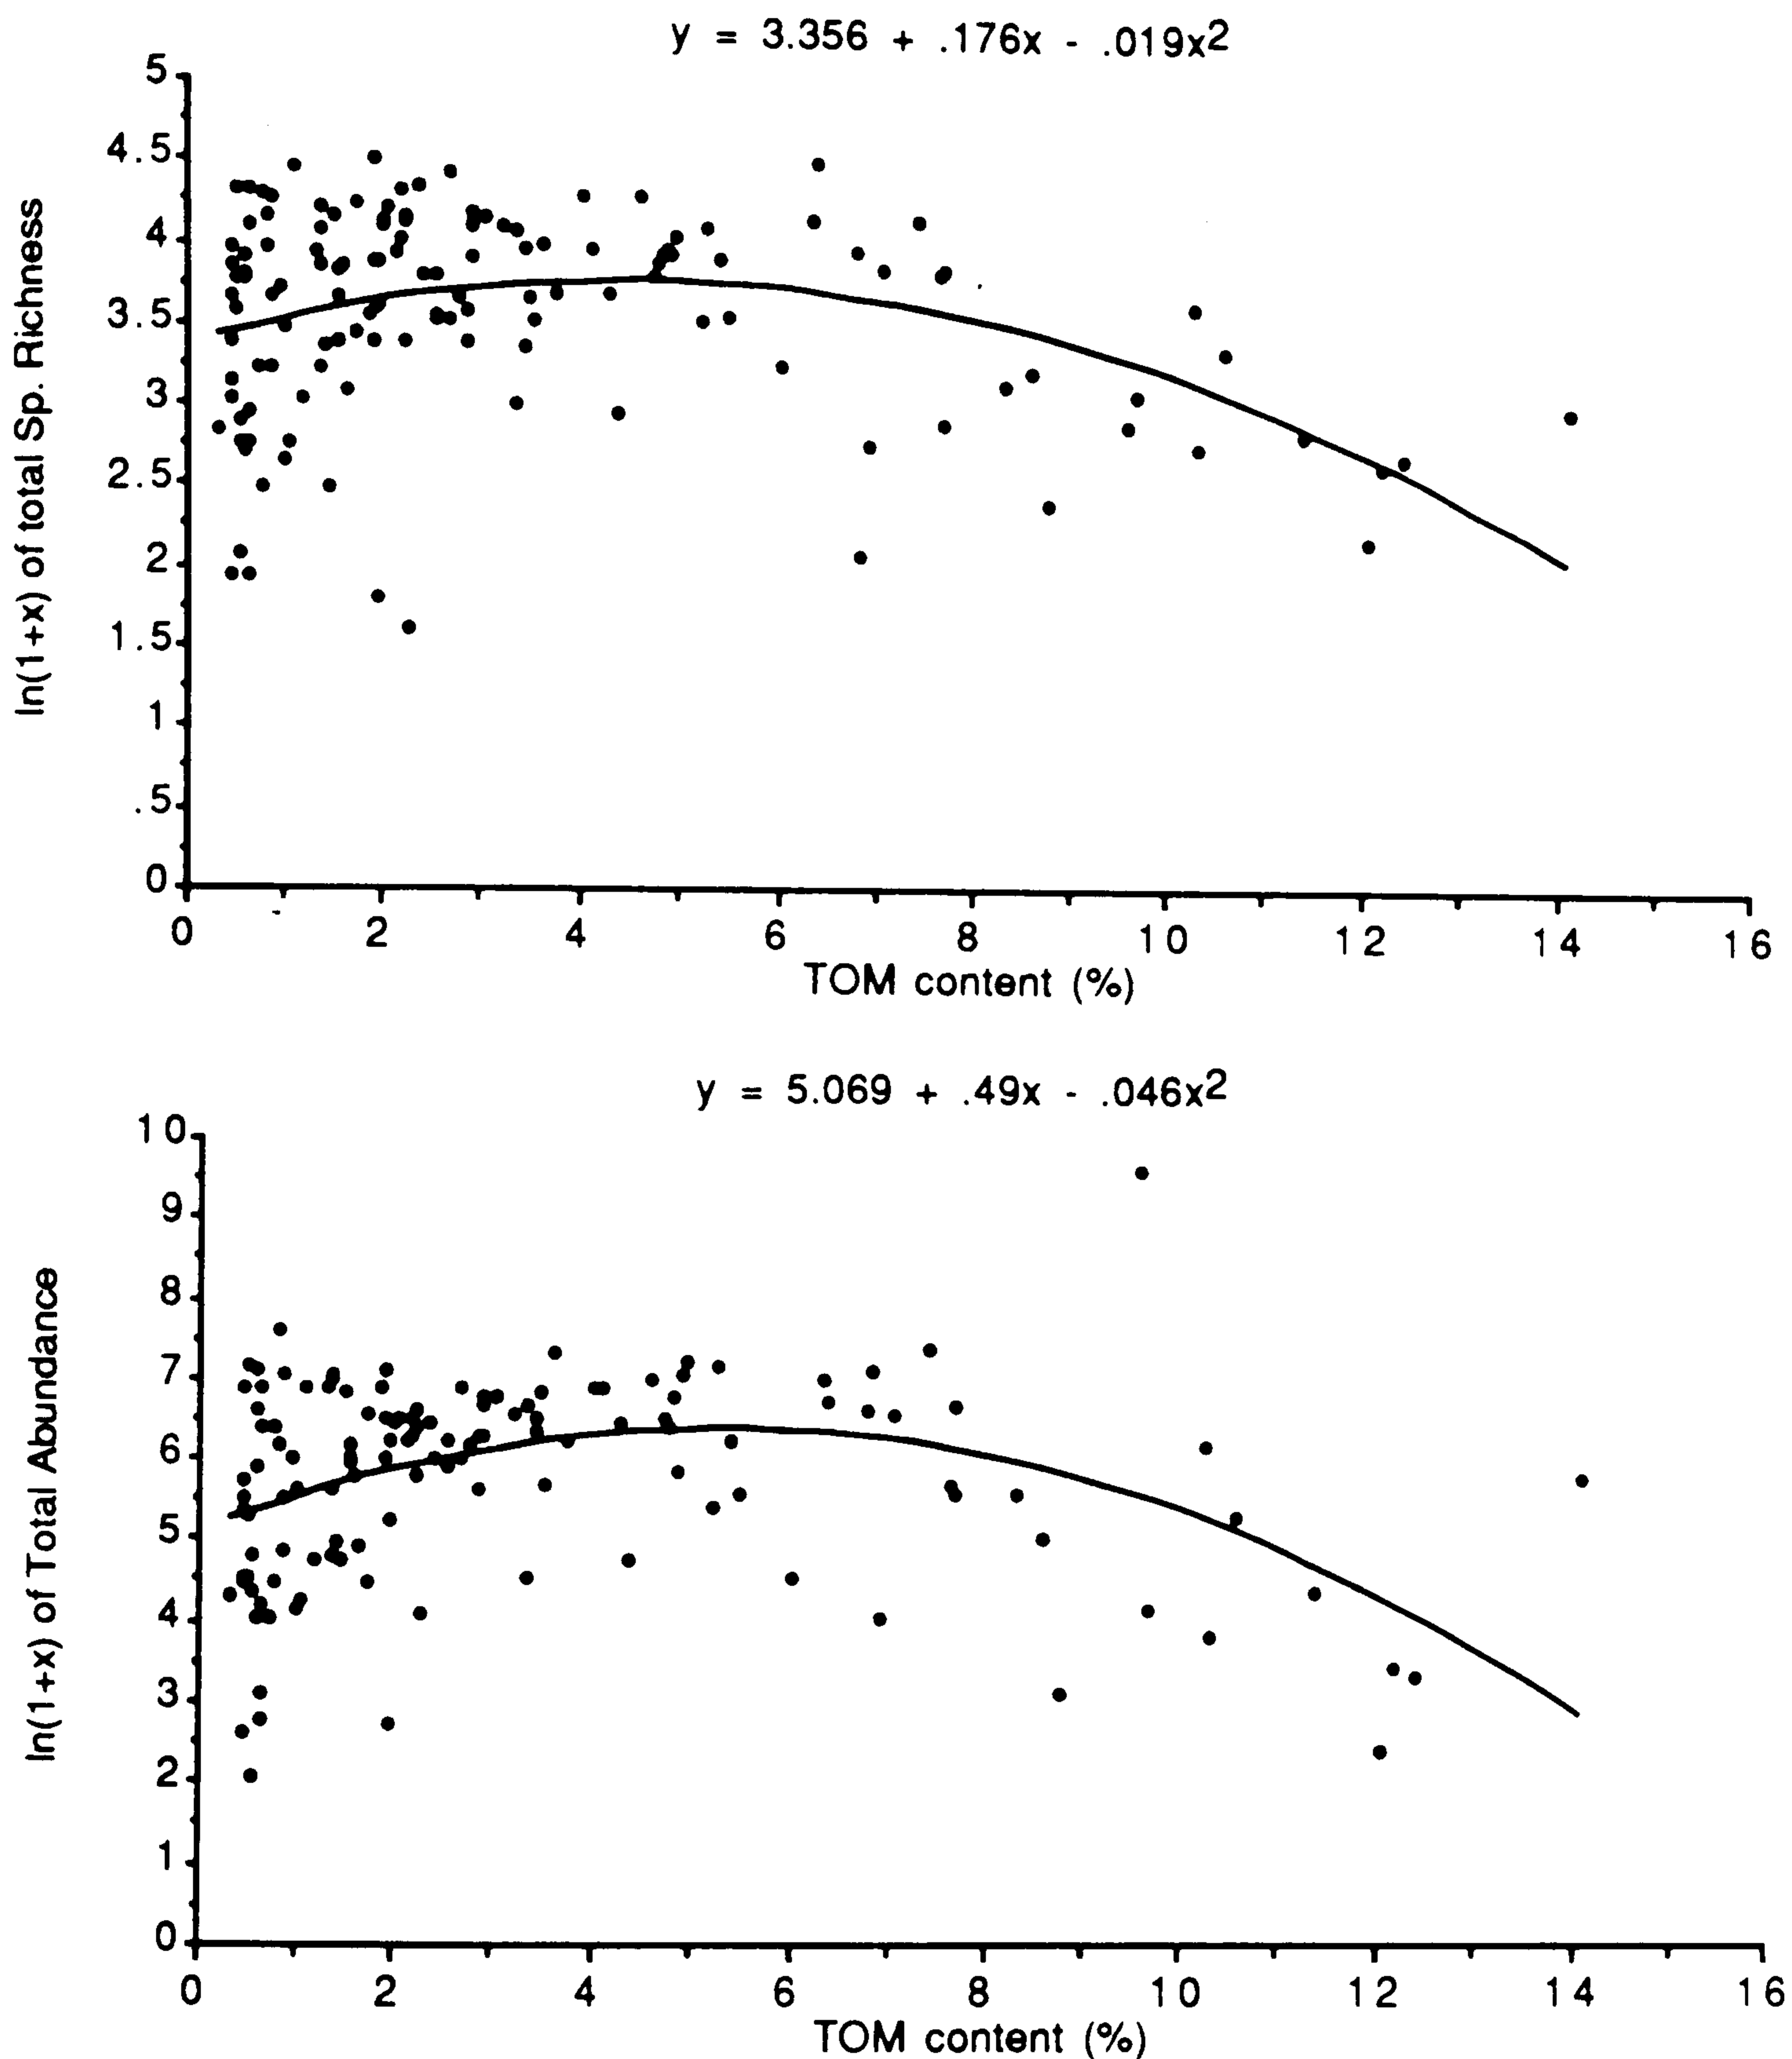 y = 3.356 + .176x - .019x2
5
4.5
4
3.5
3
2.5
2
1.5
1
.5
0
ln(1+x) of total Sp. Richness
0 2 4 6 8 10 12 14 16
TOM content (%)
y = 5.069 + .49x - .046x2
10
9
8
7
6
5
4
3
2
1
0
ln(1+x) of Total Abundance
0 2 4 6 8 10 12 14 16
TOM content (%)